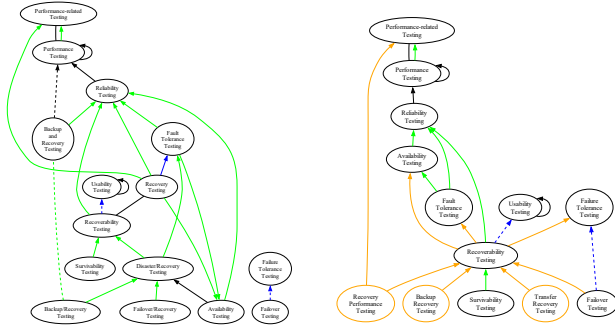 Performance-related
Testing
Performance
Testing
Reliability
Testing
Backup
and
Recovery Testing
Fault
Tolerance
Testing
Usability
Testing
Recovery
Testing
Recoverability
Testing
Survivability
Testing
Disaster/Recovery
Testing
Failure
Tolerance
Testing
Backup/Recovery
Testing
Failover/Recovery
Testing
Availability
Testing
Failover
Testing
Performance-related
Testing
Performance
Testing
Reliability
Testing
Availability
Testing
Fault
Tolerance
Testing
Usability
Testing
Failure
Tolerance
Testing
Recoverability
Testing
Recovery
Performance
Testing
Backup
Recovery
Testing
Survivability
Testing
Transfer
Recovery
Testing
Failover
Testing